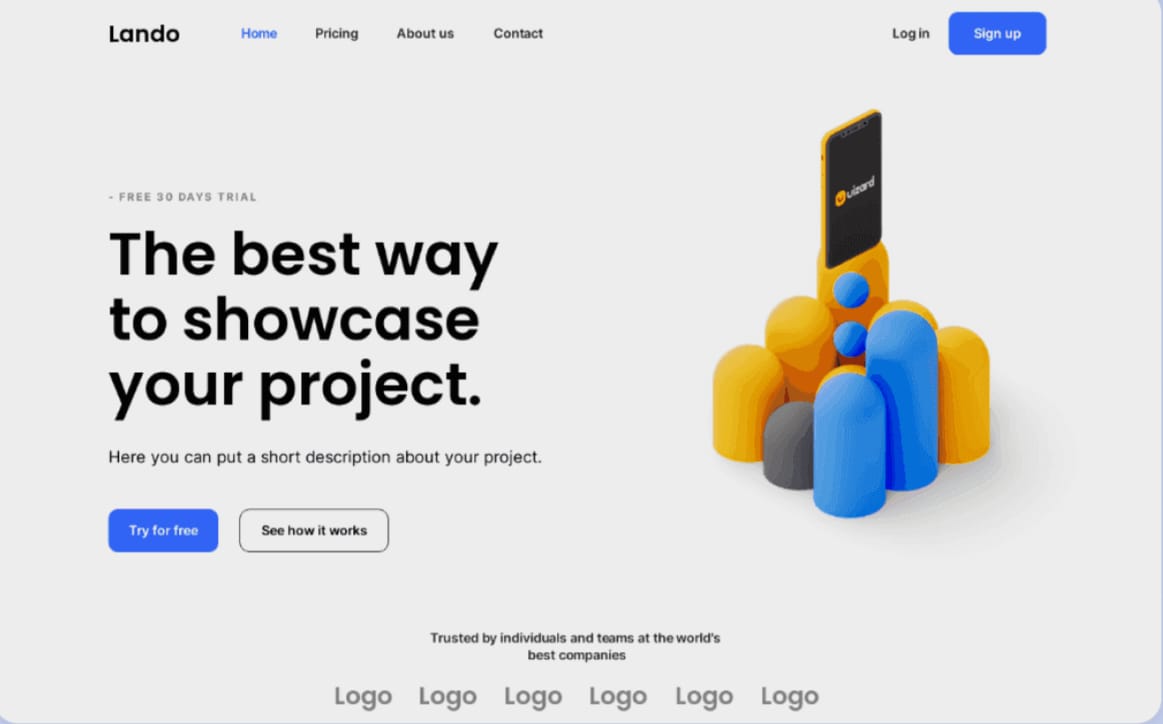 Lando
Home
Pricing
About us
Contact
Log in
Sign up
uizard
- FREE 30 DAYS TRIAL
The best way
to showcase
your project.
Here you can put a short description about your project.
Try for free
See how it works
Trusted by individuals and teams at the world's
best companies
Logo Logo Logo Logo Logo Logo